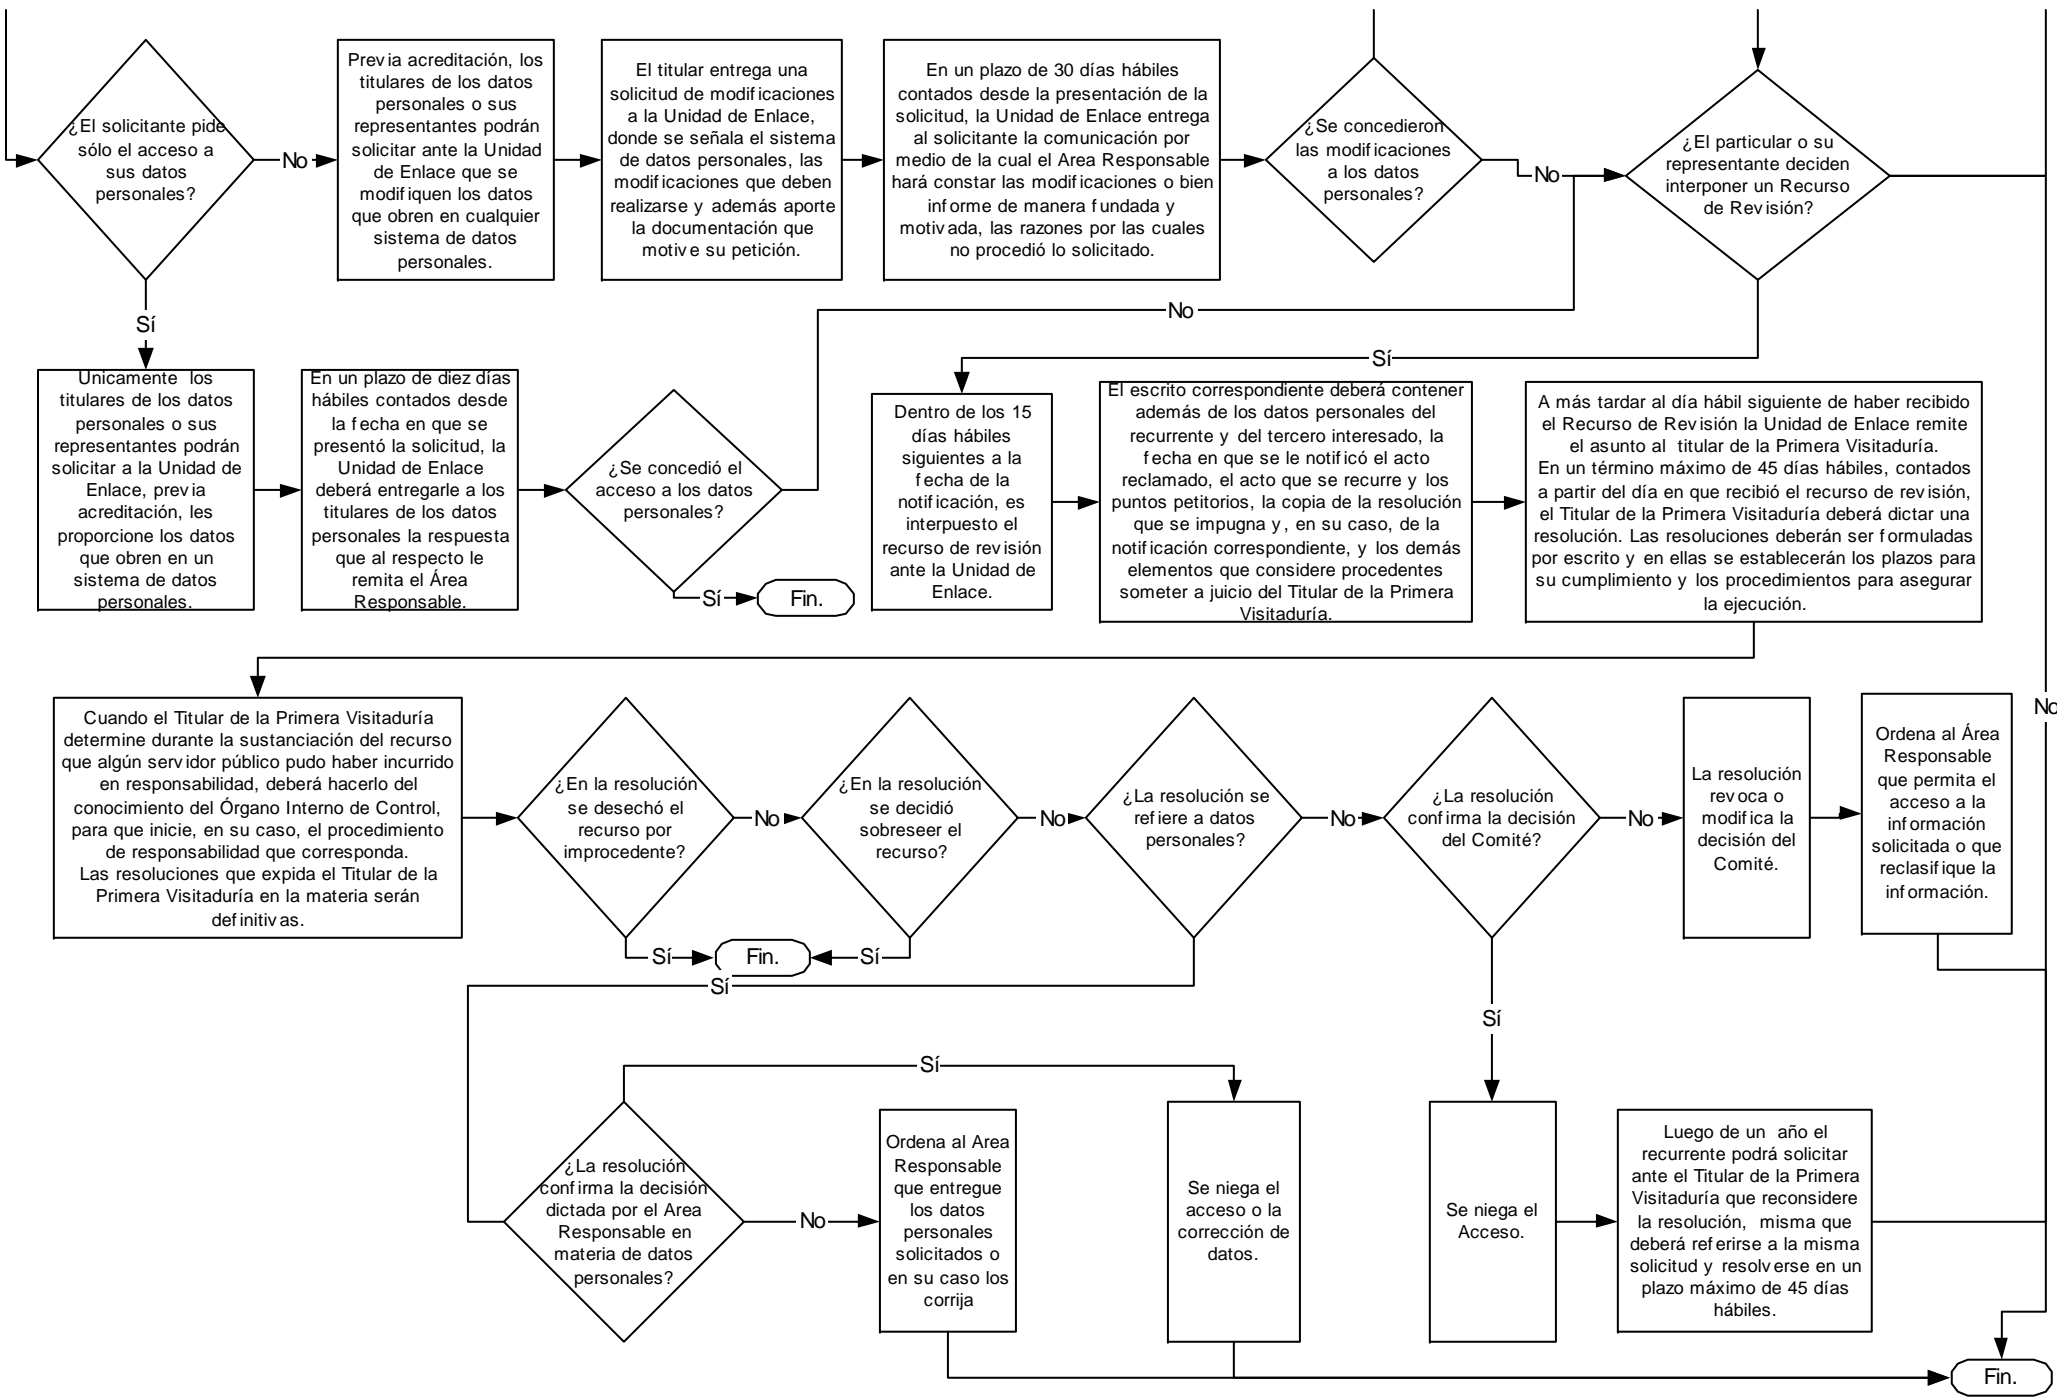 ¿El solicitante pide
sólo el acceso a
sus datos
personales?
No
Previa acreditación, los
titulares de los datos
personales o sus
representantes podrán
solicitar ante la Unidad
de Enlace que se
modifiquen los datos
que obren en cualquier
sistema de datos
personales.
El titular entrega una
solicitud de modificaciones
a la Unidad de Enlace,
donde se señala el sistema
de datos personales, las
modificaciones que deben
realizarse y además aporte
la documentación que
motive su petición.
En un plazo de 30 días hábiles
contados desde la presentación de la
solicitud, la Unidad de Enlace entrega
al solicitante la comunicación por
medio de la cual el Area Responsable
hará constar las modificaciones o bien
informe de manera fundada y
motivada, las razones por las cuales
no procedió lo solicitado.
¿Se concedieron
las modificaciones
a los datos
personales?
No
¿El particular o su
representante deciden
interponer un Recurso
de Revisión?
Sí
No
Sí
Unicamente los
titulares de los datos
personales o sus
representantes podrán
solicitar a la Unidad de
Enlace, previa
acreditación, les
proporcione los datos
que obren en un
sistema de datos
personales.
En un plazo de diez días
hábiles contados desde
la fecha en que se
presentó la solicitud, la
Unidad de Enlace
deberá entregarle a los
titulares de los datos
personales la respuesta
que al respecto le
remita el Área
Responsable.
¿Se concedió el
acceso a los datos
personales?
Sí
Fin.
Dentro de los 15
días hábiles
siguientes a la
fecha de la
notificación, es
interpuesto el
recurso de revisión
ante la Unidad de
Enlace.
El escrito correspondiente deberá contener
además de los datos personales del
recurrente y del tercero interesado, la
fecha en que se le notificó el acto
reclamado, el acto que se recurre y los
puntos petitorios, la copia de la resolución
que se impugna y, en su caso, de la
notificación correspondiente, y los demás
elementos que considere procedentes
someter a juicio del Titular de la Primera
Visitaduría.
A más tardar al día hábil siguiente de haber recibido
el Recurso de Revisión la Unidad de Enlace remite
el asunto al titular de la Primera Visitaduría.
En un término máximo de 45 días hábiles, contados
a partir del día en que recibió el recurso de revisión,
el Titular de la Primera Visitaduría deberá dictar una
resolución. Las resoluciones deberán ser formuladas
por escrito y en ellas se establecerán los plazos para
su cumplimiento y los procedimientos para asegurar
la ejecución.
Cuando el Titular de la Primera Visitaduría
determine durante la sustanciación del recurso
que algún servidor público pudo haber incurrido
en responsabilidad, deberá hacerlo del
conocimiento del Órgano Interno de Control,
para que inicie, en su caso, el procedimiento
de responsabilidad que corresponda.
Las resoluciones que expida el Titular de la
Primera Visitaduría en la materia serán
definitivas.
¿En la resolución
se desechó el
recurso por
improcedente?
No
¿En la resolución
se decidió
sobreseer el
recurso?
No
¿La resolución se
refiere a datos
personales?
No
¿La resolución
confirma la decisión
del Comité?
No
La resolución
revoca o
modifica la
decisión del
Comité.
Ordena al Área
Responsable
que permita el
acceso a la
información
solicitada o que
reclasifique la
información.
No
Sí
Fin.
Sí
Sí
Sí
Sí
¿La resolución
confirma la decisión
dictada por el Area
Responsable en
materia de datos
personales?
No
Ordena al Area
Responsable
que entregue
los datos
personales
solicitados o
en su caso los
corrija
Se niega el
acceso o la
corrección de
datos.
Se niega el
Acceso.
Luego de un año el
recurrente podrá solicitar
ante el Titular de la Primera
Visitaduría que reconsidere
la resolución, misma que
deberá referirse a la misma
solicitud y resolverse en un
plazo máximo de 45 días
hábiles.
Fin.